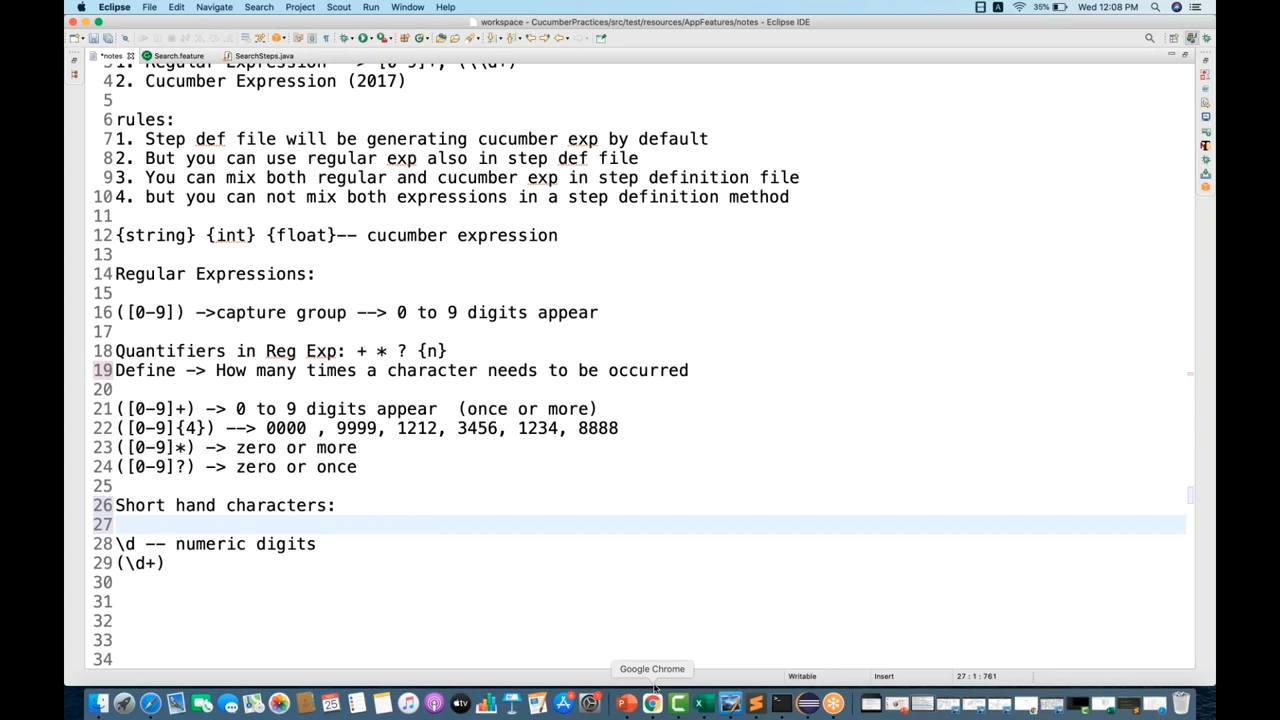 Eclipse File Edit Navigate Search Project Scout Run Window Help 35% Wed 12:08 PM
workspace - CucumberPractices/src/test/resources/AppFeatures/notes - Eclipse IDE
*notes Search.feature SearchSteps.java
3 1. Regular Expression --> [0-9]+, (\\d+)
4 2. Cucumber Expression (2017)
5
6 rules:
7 1. Step def file will be generating cucumber exp by default
8 2. But you can use regular exp also in step def file
9 3. You can mix both regular and cucumber exp in step definition file
10 4. but you can not mix both expressions in a step definition method
11
12 {string} {int} {float}-- cucumber expression
13
14 Regular Expressions:
15
16 ([0-9]) ->capture group --> 0 to 9 digits appear
17
18 Quantifiers in Reg Exp: + * ? {n}
19 Define -> How many times a character needs to be occurred
20
21 ([0-9]+) -> 0 to 9 digits appear (once or more)
22 ([0-9]{4}) --> 0000 , 9999, 1212, 3456, 1234, 8888
23 ([0-9]*) -> zero or more
24 ([0-9]?) -> zero or once
25
26 Short hand characters:
27
28 \d -- numeric digits
29 (\d+)
30
31
32
33
34
Google Chrome
Writable Insert 27 : 1 : 761
tv